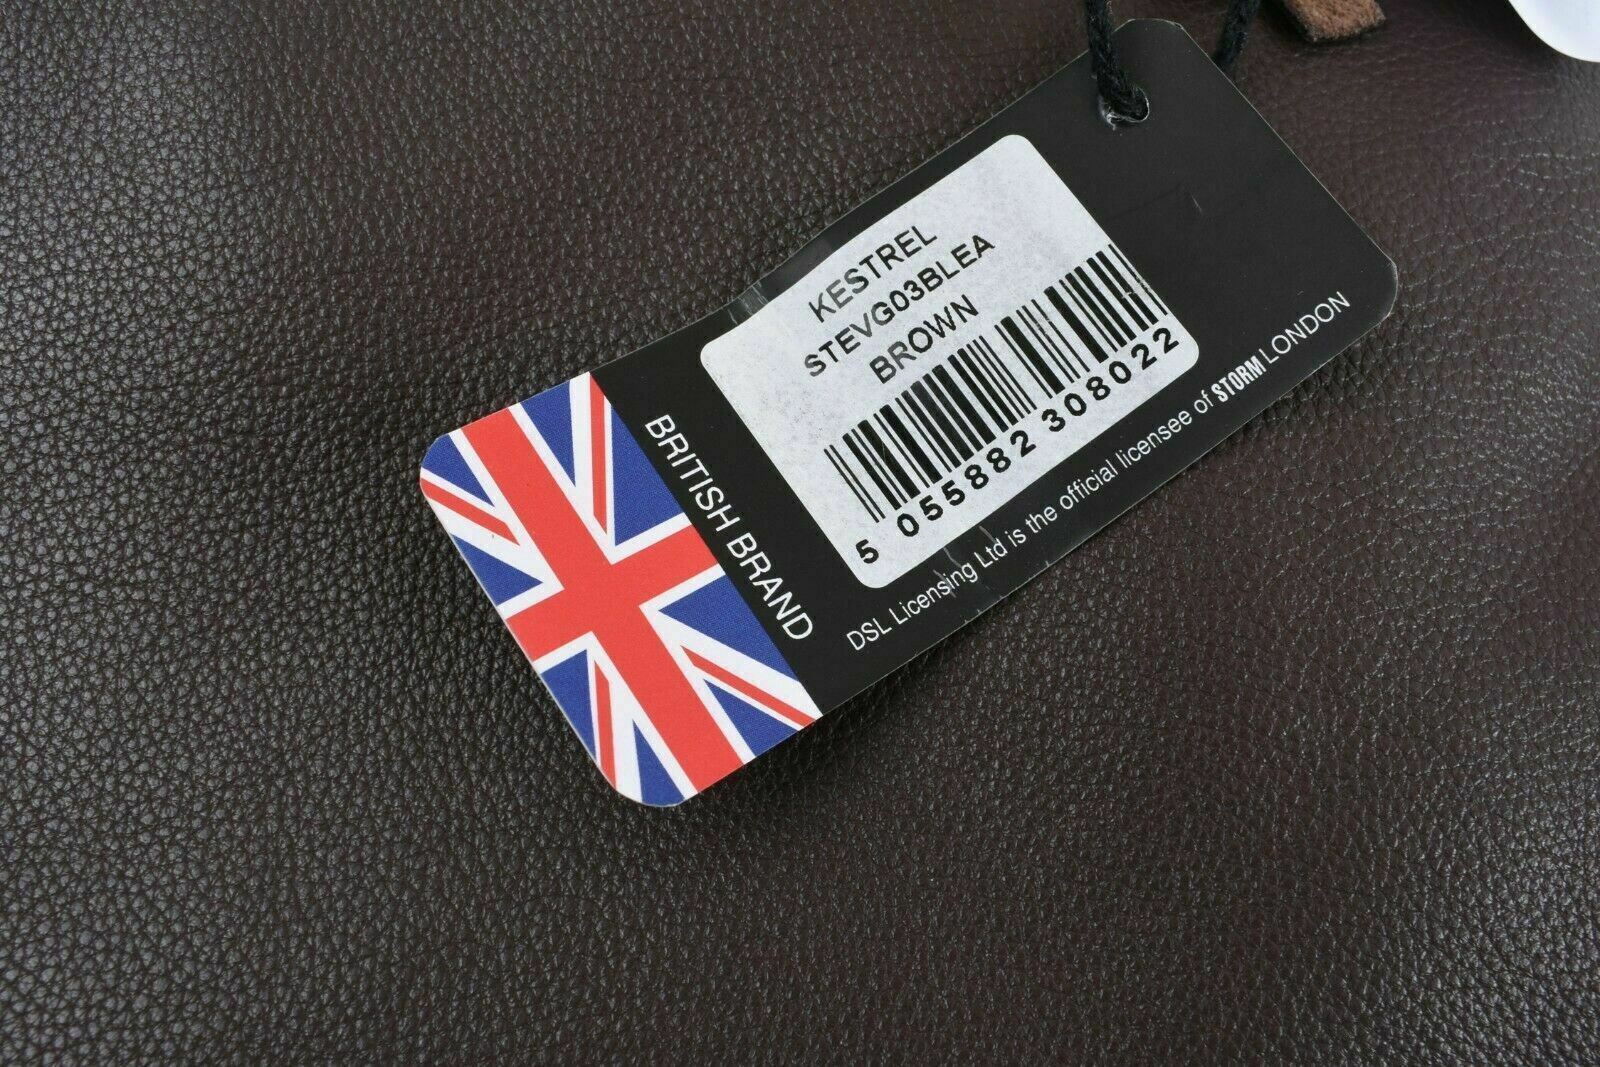 KESTREL
STEVG03BLEA
BROWN
5 055882 308022
BRITISH BRAND
DSL Licensing Ltd is the official licensee of STORM LONDON